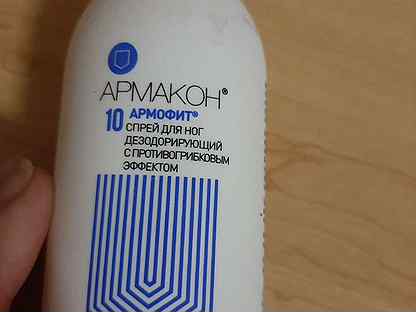 АРМАКОН®
10 АРМОФИТ®
СПРЕЙ ДЛЯ НОГ
ДЕЗОДОРИРУЮЩИЙ
С ПРОТИВОГРИБКОВЫМ
ЭФФЕКТОМ